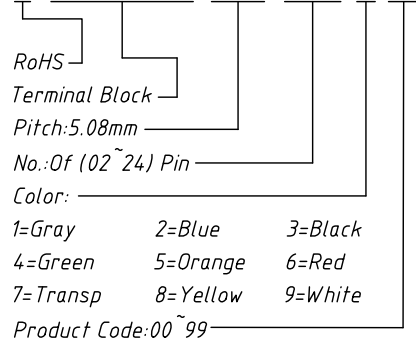 RoHS
Terminal Block
Pitch:5.08mm
No.:Of (02~24) Pin
Color:
1=Gray 2=Blue 3=Black
4=Green 5=Orange 6=Red
7=Transp 8=Yellow 9=White
Product Code:00~99